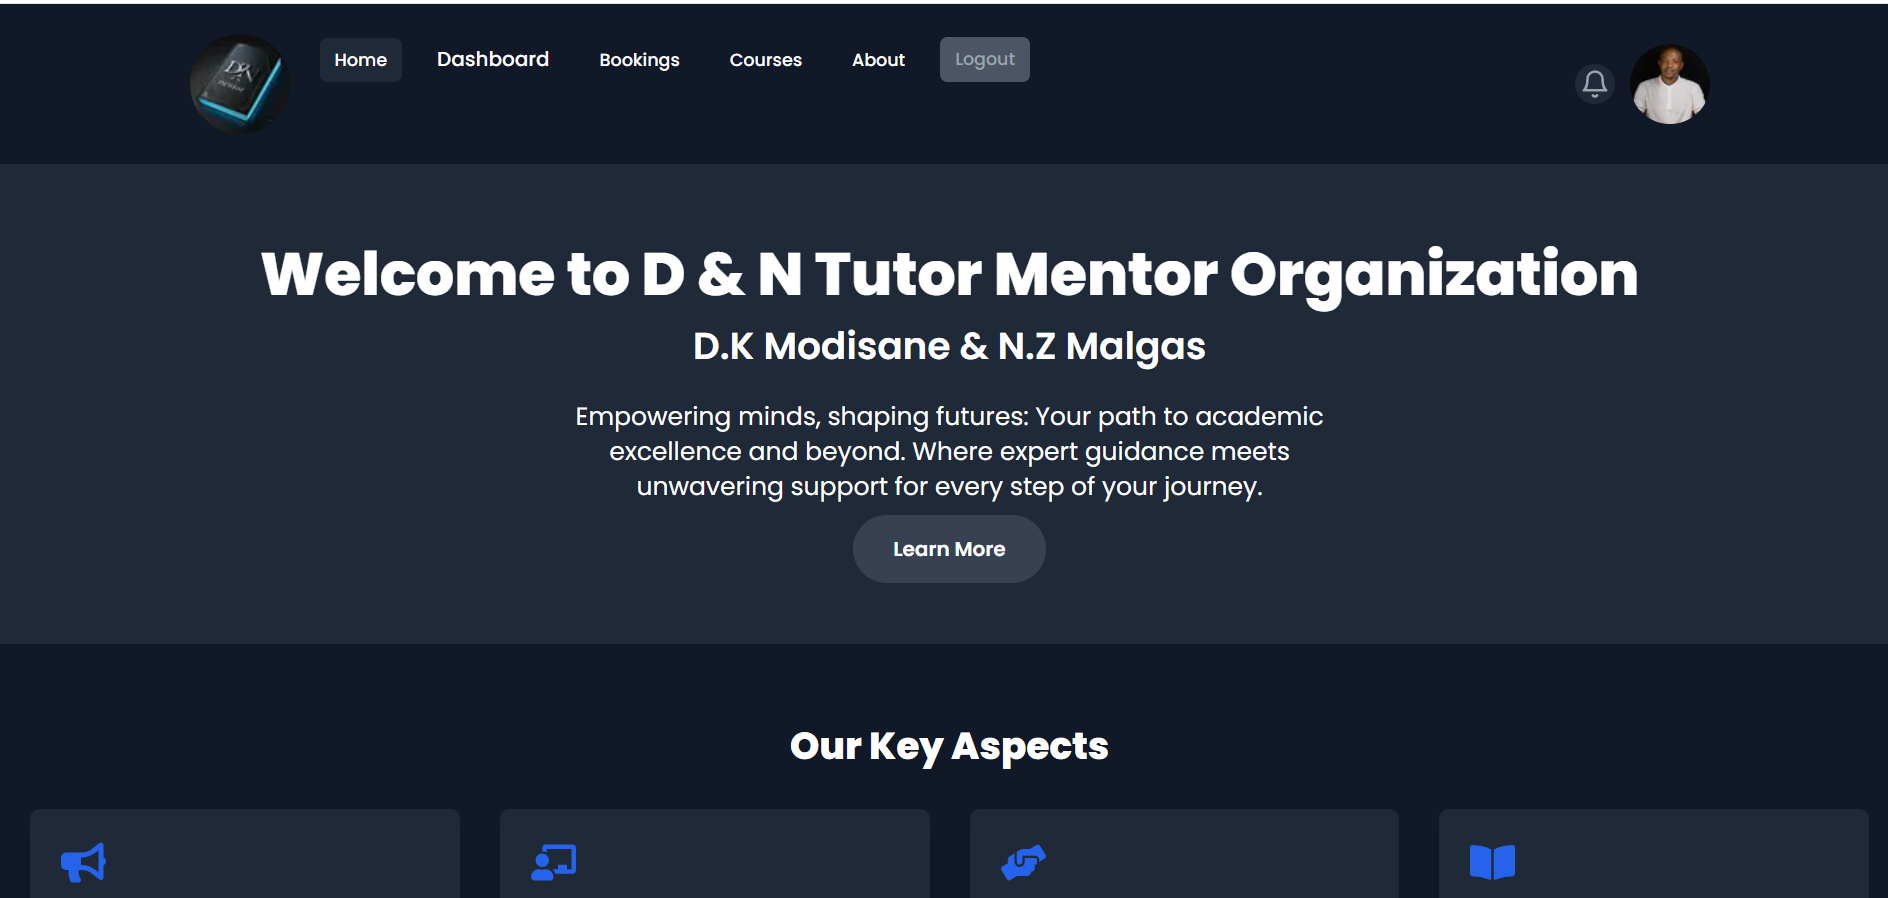 D&N
Home
Dashboard
Bookings
Courses
About
Logout
Welcome to D & N Tutor Mentor Organization
D.K Modisane & N.Z Malgas
Empowering minds, shaping futures: Your path to academic
excellence and beyond. Where expert guidance meets
unwavering support for every step of your journey.
Learn More
Our Key Aspects